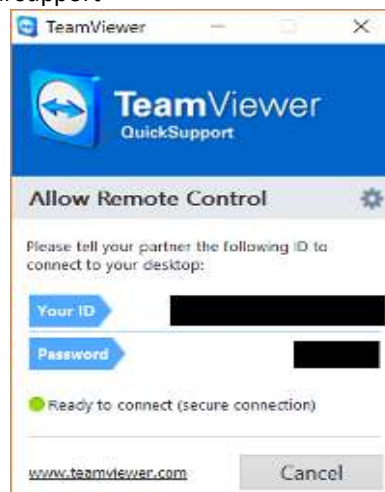 TeamViewer
TeamViewer
QuickSupport
Allow Remote Control
Please tell your partner the following ID to
connect to your desktop:
Your ID
Password
Ready to connect (secure connection)
www.teamviewer.com
Cancel